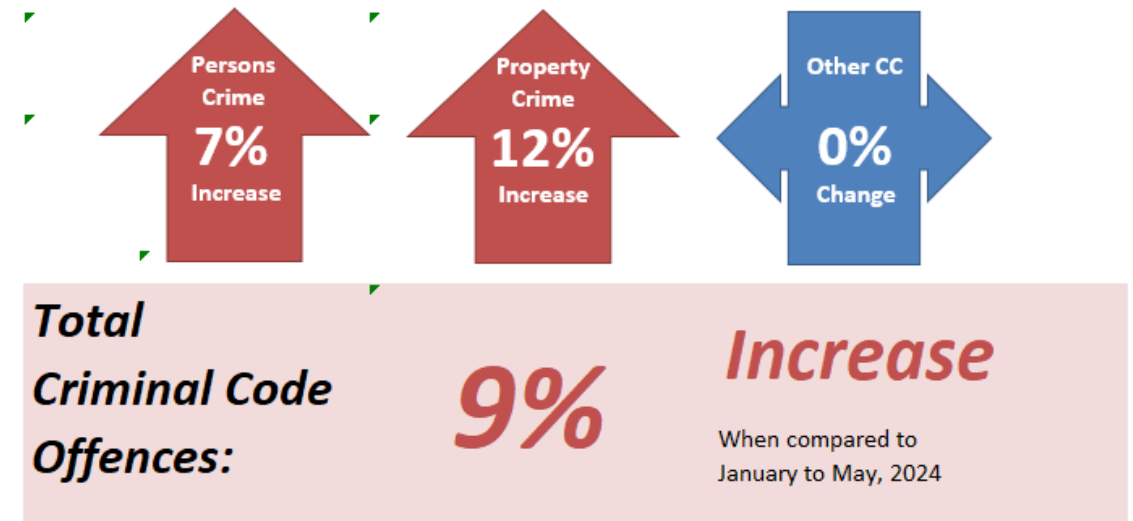 Persons
Crime
7%
Increase
Property
Crime
12%
Increase
Other CC
0%
Change
Total
Criminal Code
Offences:
9%
Increase
When compared to
January to May, 2024